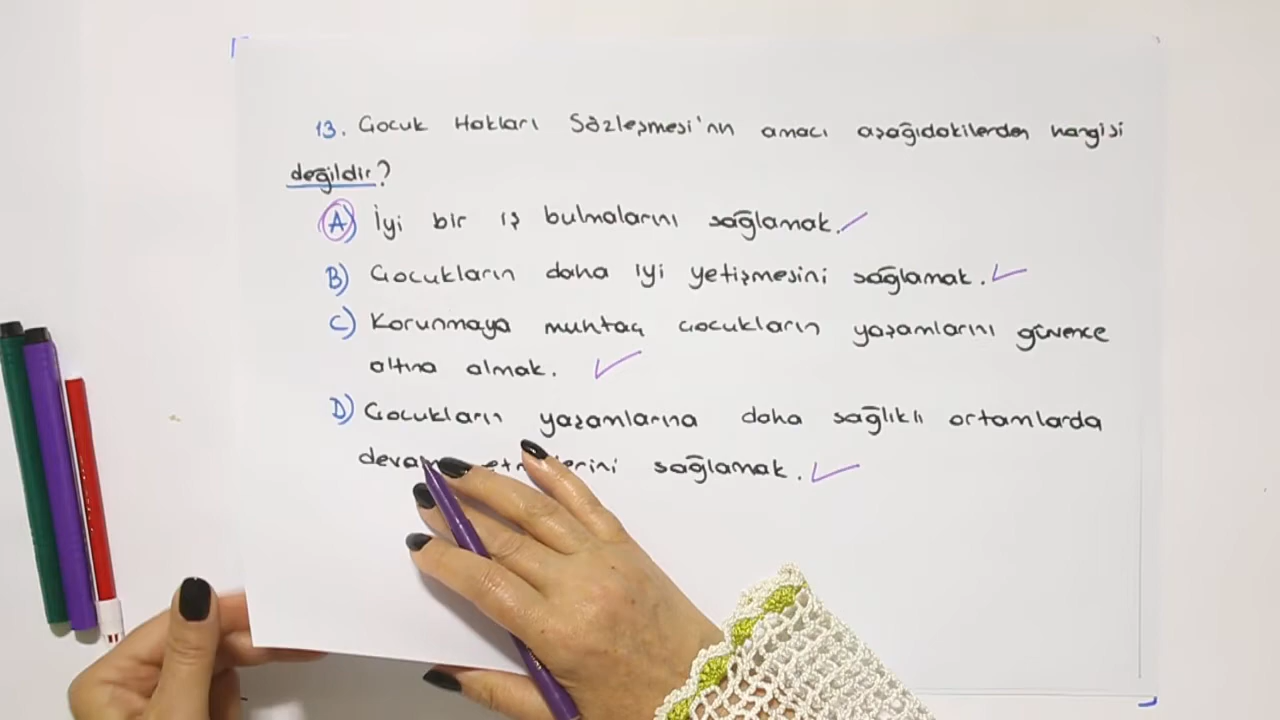 13. Çocuk Hakları Sözleşmesi'nin amacı aşağıdakilerden hangisi
değildir?
A) İyi bir iş bulmalarını sağlamak.
B) Çocukların daha iyi yetişmesini sağlamak.
C) Korunmaya muhtaç çocukların yaşamlarını güvence
altına almak.
D) Çocukların yaşamlarına daha sağlıklı ortamlarda
sağlamak.